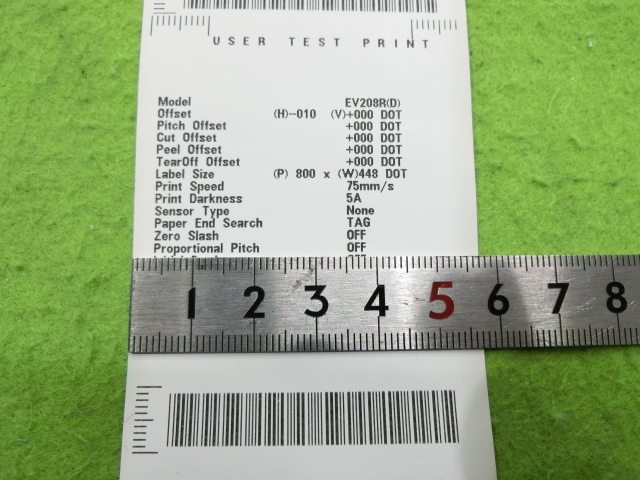 USER TEST PRINT
Model EV208R(D)
Offset (H)-010 (V)+000 DOT
Pitch Offset +000 DOT
Cut Offset +000 DOT
Peel Offset +000 DOT
TearOff Offset +000 DOT
Label Size (P) 800 x (W)448 DOT
Print Speed 75mm/s
Print Darkness 5A
Sensor Type None
Paper End Search TAG
Zero Slash OFF
Proportional Pitch OFF
1 2 3 4 5 6 7 8